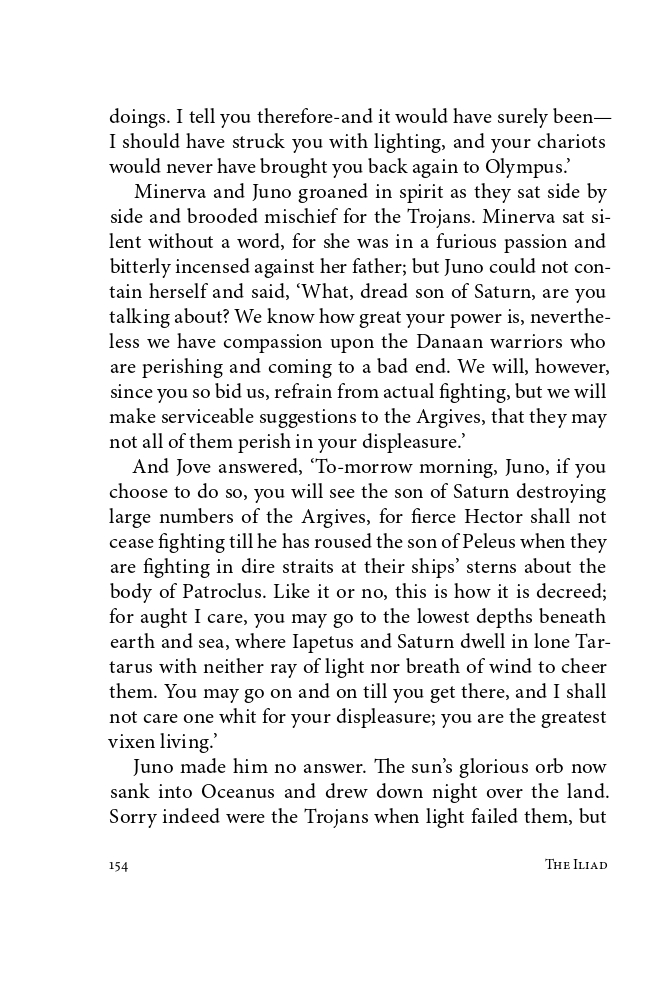 doings. I tell you therefore-and it would have surely been—
I should have struck you with lighting, and your chariots
would never have brought you back again to Olympus.’
Minerva and Juno groaned in spirit as they sat side by
side and brooded mischief for the Trojans. Minerva sat si-
lent without a word, for she was in a furious passion and
bitterly incensed against her father; but Juno could not con-
tain herself and said, ‘What, dread son of Saturn, are you
talking about? We know how great your power is, neverthe-
less we have compassion upon the Danaan warriors who
are perishing and coming to a bad end. We will, however,
since you so bid us, refrain from actual fighting, but we will
make serviceable suggestions to the Argives, that they may
not all of them perish in your displeasure.’
And Jove answered, ‘To-morrow morning, Juno, if you
choose to do so, you will see the son of Saturn destroying
large numbers of the Argives, for fierce Hector shall not
cease fighting till he has roused the son of Peleus when they
are fighting in dire straits at their ships’ sterns about the
body of Patroclus. Like it or no, this is how it is decreed;
for aught I care, you may go to the lowest depths beneath
earth and sea, where Iapetus and Saturn dwell in lone Tar-
tarus with neither ray of light nor breath of wind to cheer
them. You may go on and on till you get there, and I shall
not care one whit for your displeasure; you are the greatest
vixen living.’
Juno made him no answer. The sun’s glorious orb now
sank into Oceanus and drew down night over the land.
Sorry indeed were the Trojans when light failed them, but
154 The Iliad